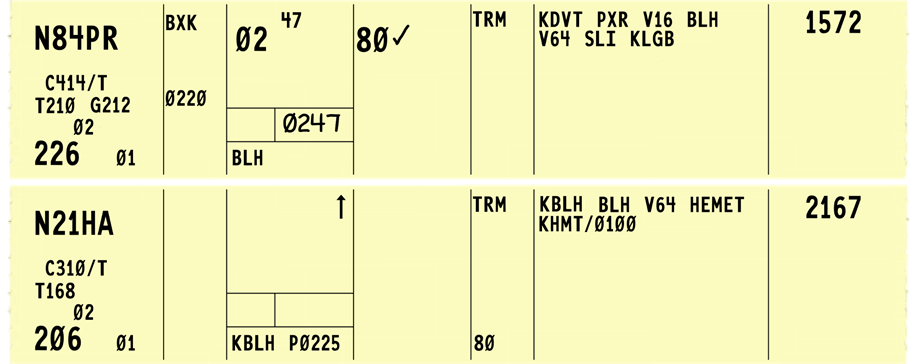 N84PR BXK Ø2 47 8Ø✓ TRM KDVT PXR V16 BLH 1572
V64 SLI KLGB
C414/T
T21Ø G212 Ø22Ø
Ø2 Ø247
226 Ø1 BLH
N21HA ↑ TRM KBLH BLH V64 HEMET 2167
KHMT/Ø1ØØ
C31Ø/T
T168
Ø2
2Ø6 Ø1 KBLH PØ225 8Ø